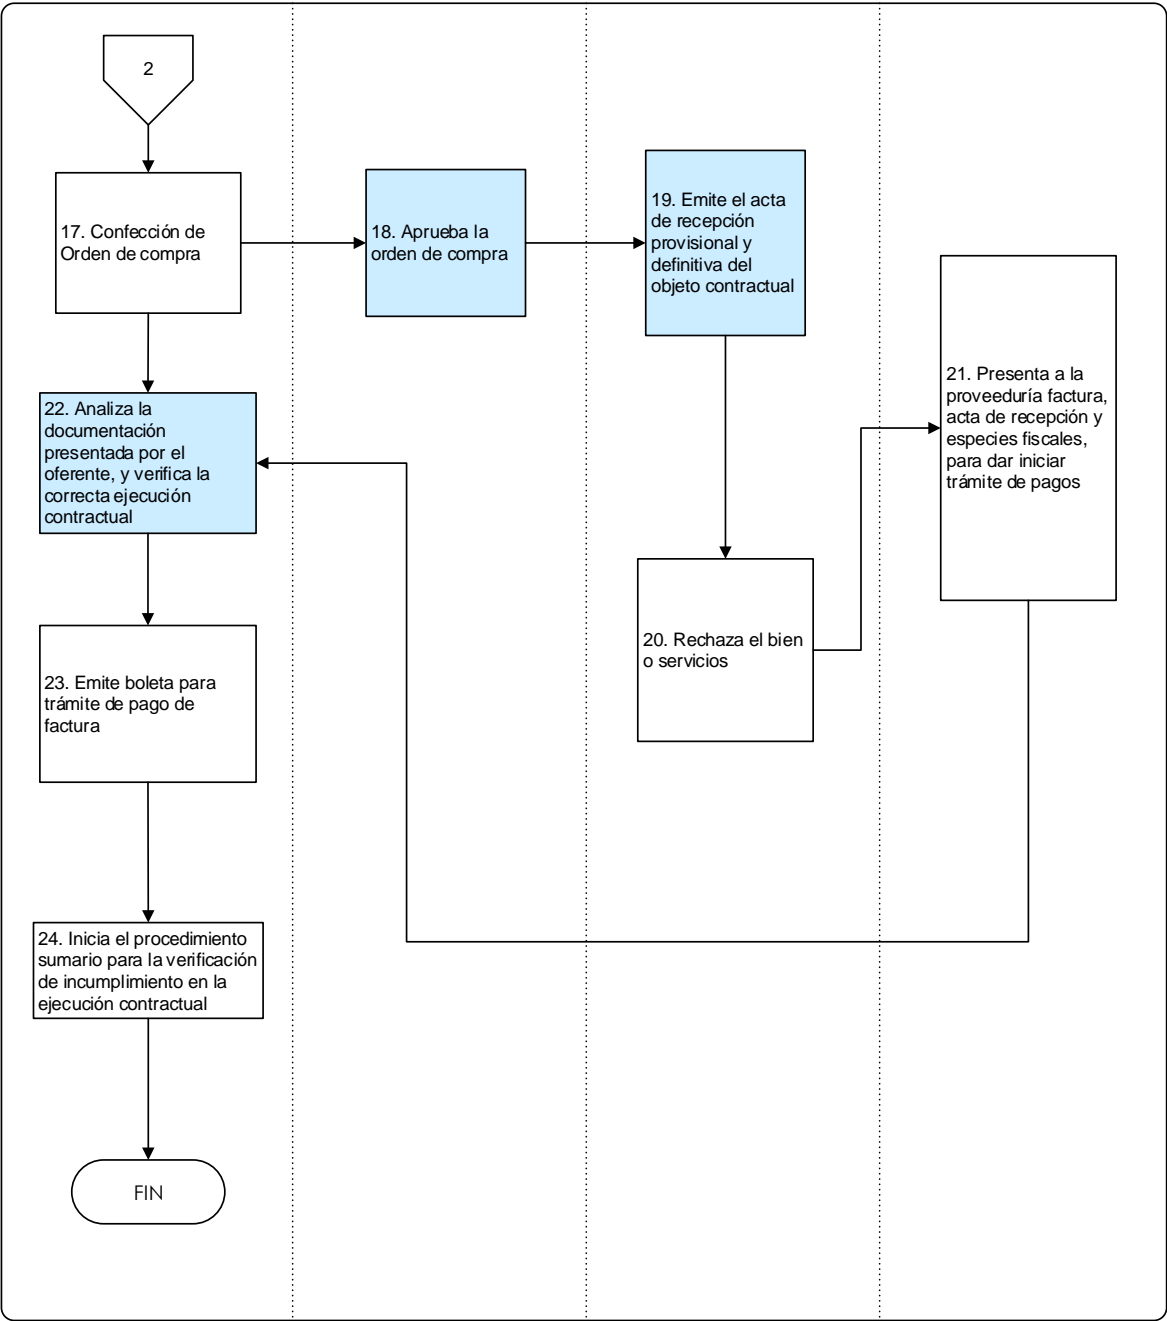 2
17. Confección de
Orden de compra
18. Aprueba la
orden de compra
19. Emite el acta
de recepción
provisional y
definitiva del
objeto contractual
20. Rechaza el bien
o servicios
21. Presenta a la
proveeduría factura,
acta de recepción y
especies fiscales,
para dar iniciar
trámite de pagos
22. Analiza la
documentación
presentada por el
oferente, y verifica la
correcta ejecución
contractual
23. Emite boleta para
trámite de pago de
factura
24. Inicia el procedimiento
sumario para la verificación
de incumplimiento en la
ejecución contractual
FIN